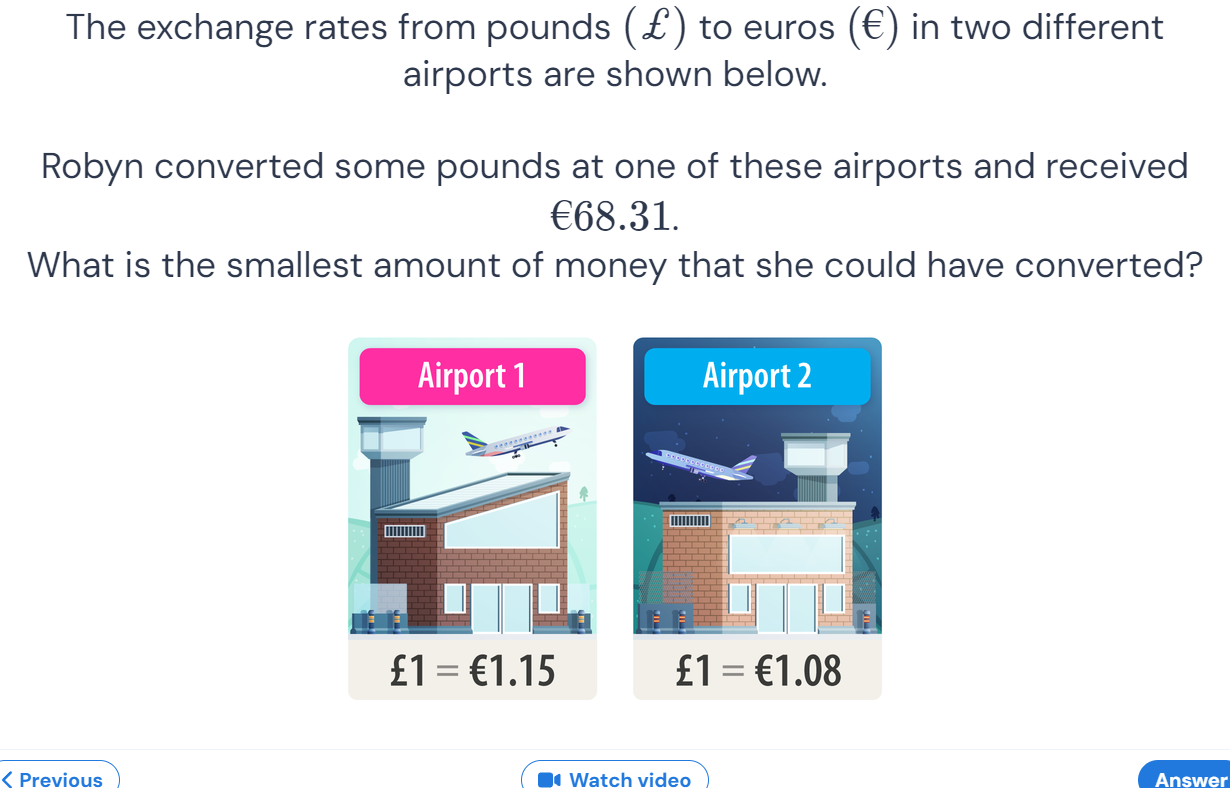 The exchange rates from pounds (£) to euros (€) in two different
airports are shown below.
Robyn converted some pounds at one of these airports and received
€68.31.
What is the smallest amount of money that she could have converted?
Airport 1
Airport 2
£1 = €1.15
£1 = €1.08
Previous
Watch video
Answer